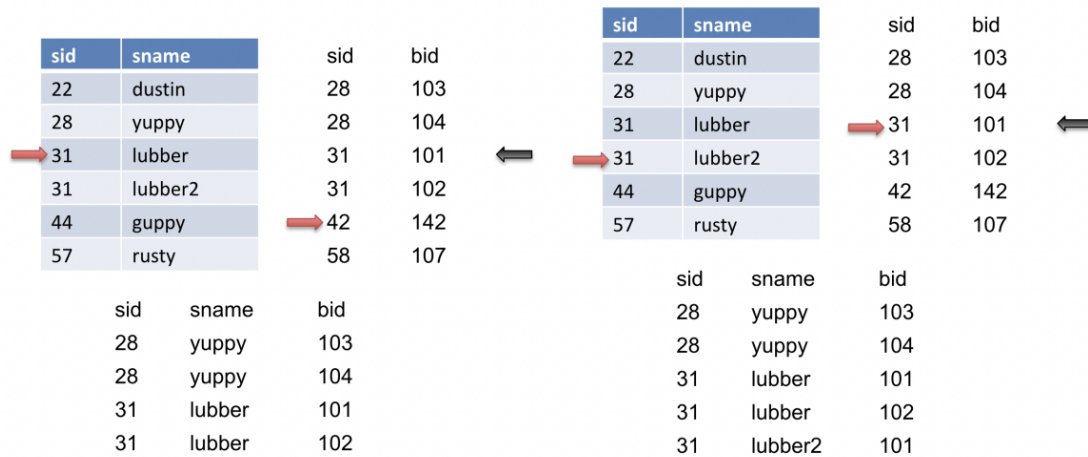 sid sname
22 dustin
28 yuppy
31 lubber
31 lubber2
44 guppy
57 rusty
sid bid
28 103
28 104
31 101
31 102
42 142
58 107
sid sname bid
28 yuppy 103
28 yuppy 104
31 lubber 101
31 lubber 102
sid sname
22 dustin
28 yuppy
31 lubber
31 lubber2
44 guppy
57 rusty
sid bid
28 103
28 104
31 101
31 102
42 142
58 107
sid sname bid
28 yuppy 103
28 yuppy 104
31 lubber 101
31 lubber 102
31 lubber2 101